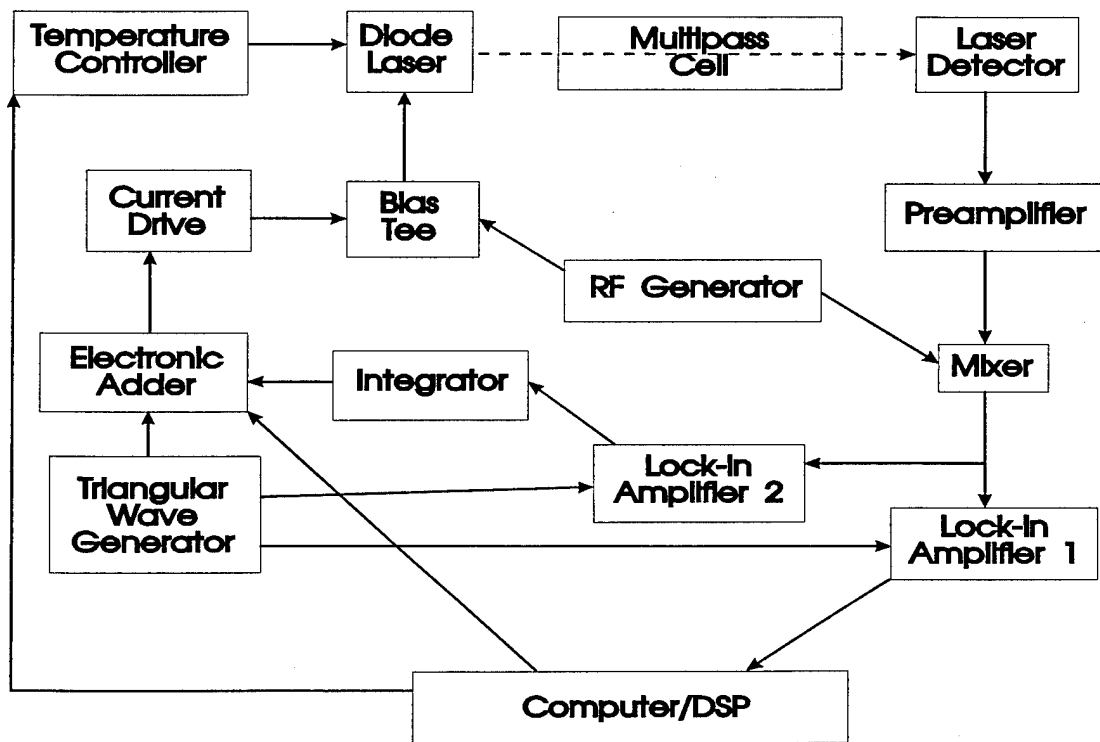 Temperature
Controller
Diode
Laser
Multipass
Cell
Laser
Detector
Current
Drive
Bias
Tee
Preamplifier
RF Generator
Electronic
Adder
Integrator
Mixer
Triangular
Wave
Generator
Lock-In
Amplifier 2
Lock-In
Amplifier 1
Computer/DSP